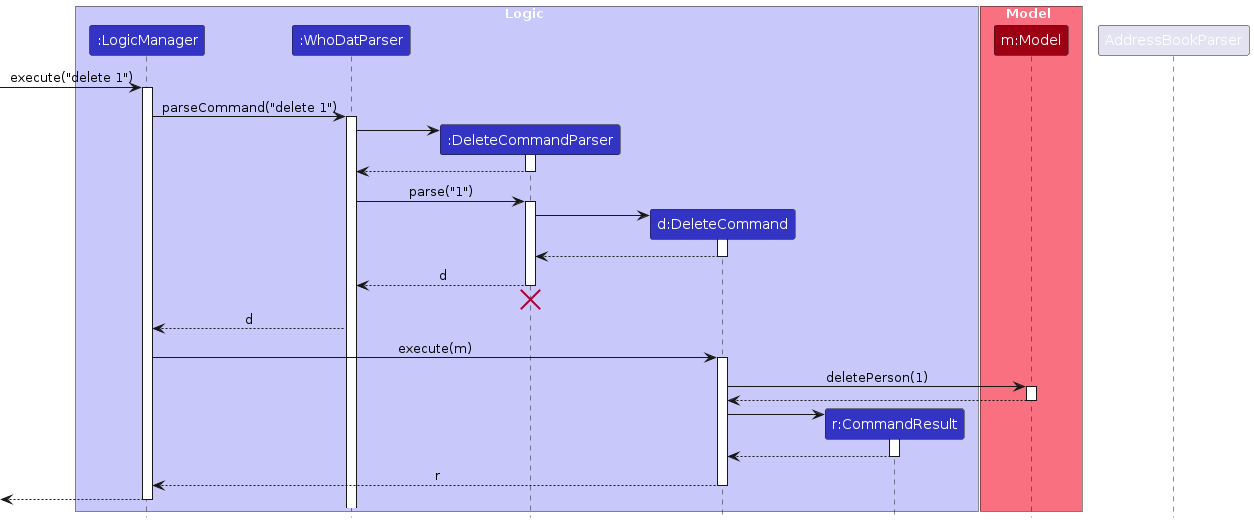 Logic
Model
:LogicManager
:WhoDatParser
m:Model
AddressBookParser
execute("delete 1")
parseCommand("delete 1")
:DeleteCommandParser
parse("1")
d:DeleteCommand
d
d
execute(m)
deletePerson(1)
r:CommandResult
r